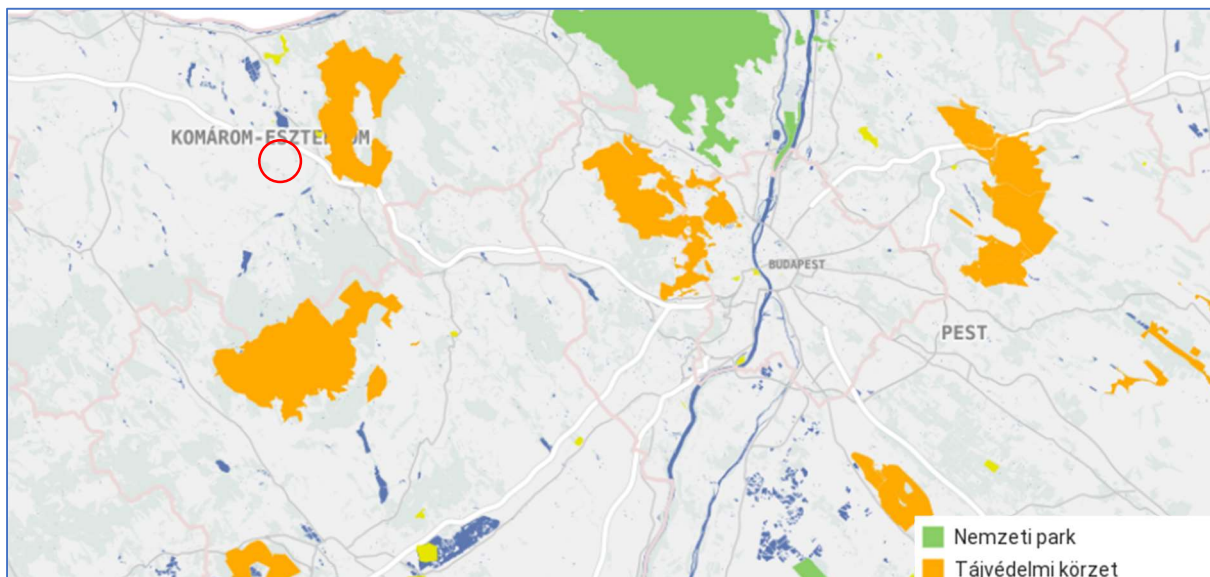 KOMÁROM-ESZTERGOM
BUDAPEST
PEST
Nemzeti park
Tájvédelmi körzet